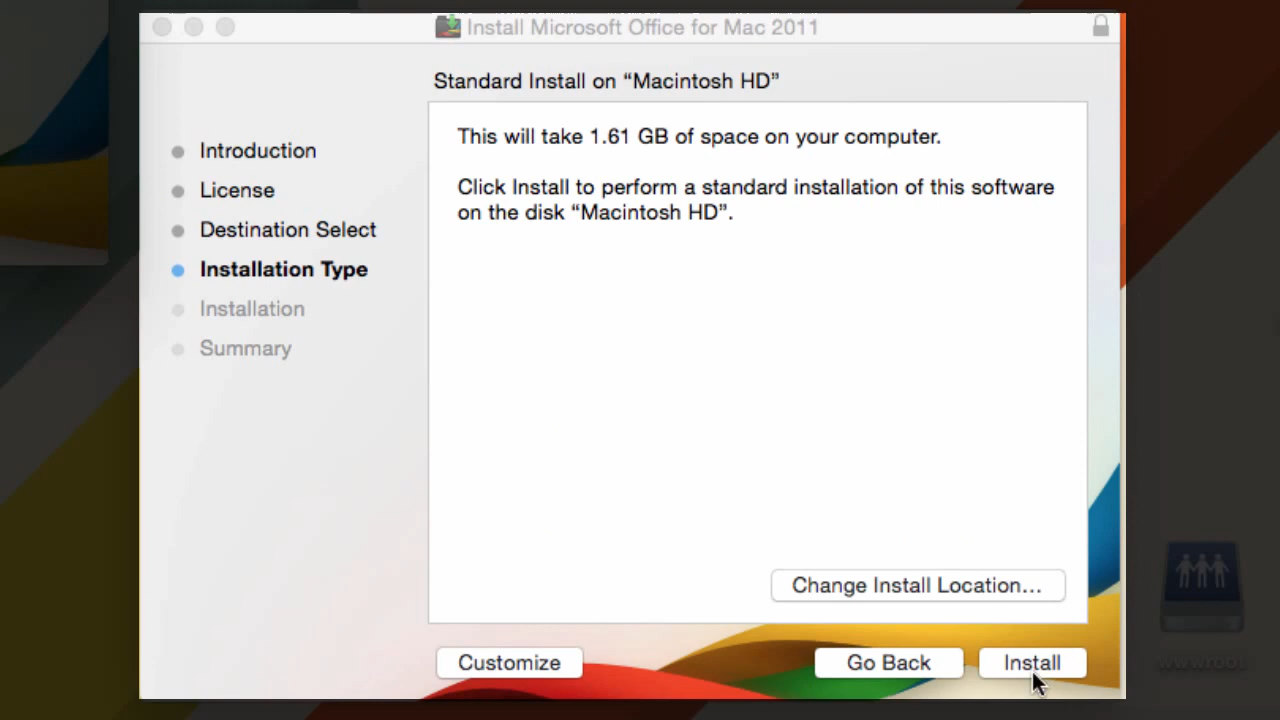 Install Microsoft Office for Mac 2011
Standard Install on “Macintosh HD”
Introduction
License
Destination Select
Installation Type
Installation
Summary
This will take 1.61 GB of space on your computer.
Click Install to perform a standard installation of this software
on the disk “Macintosh HD”.
Change Install Location...
Customize
Go Back
Install
wwwroot